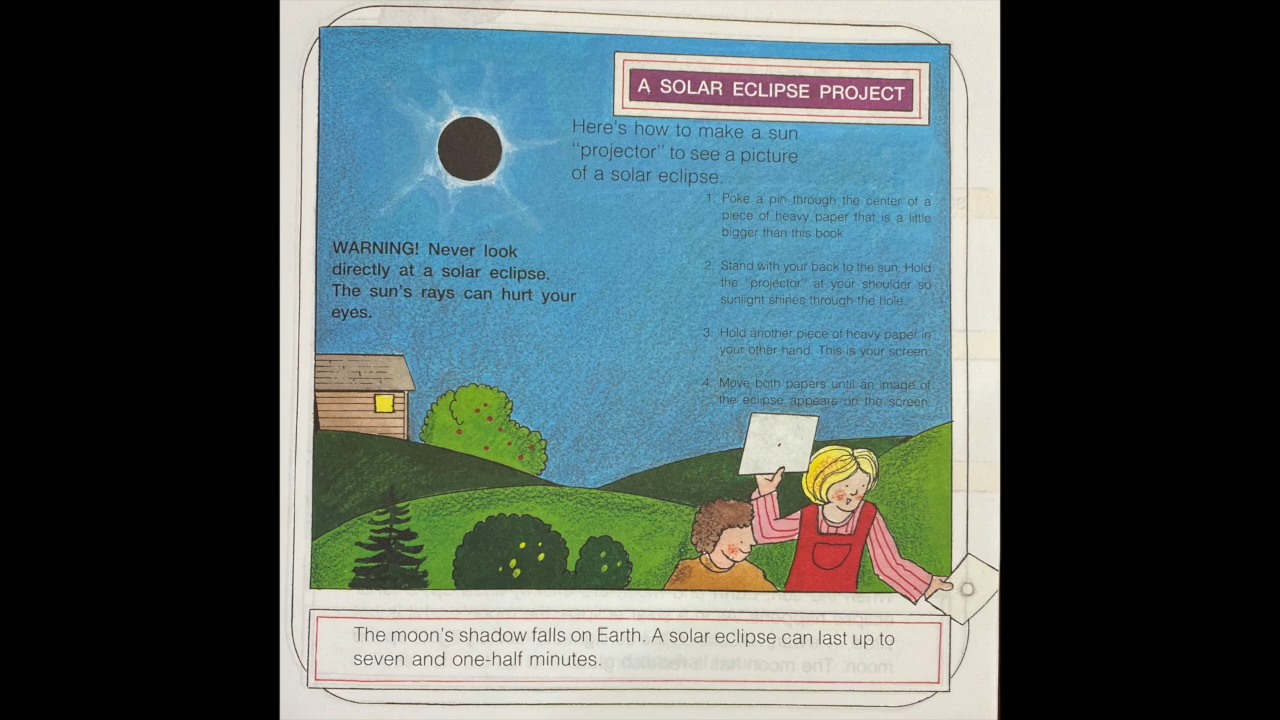 A SOLAR ECLIPSE PROJECT
Here's how to make a sun
"projector" to see a picture
of a solar eclipse.
1. Poke a pin through the center of a
piece of heavy paper that is a little
bigger than this book.
2. Stand with your back to the sun. Hold
the "projector" at your shoulder so
sunlight shines through the hole.
3. Hold another piece of heavy paper in
your other hand. This is your screen.
4. Move both papers until an image of
the eclipse appears on the screen.
WARNING! Never look
directly at a solar eclipse.
The sun's rays can hurt your
eyes.
The moon's shadow falls on Earth. A solar eclipse can last up to
seven and one-half minutes.